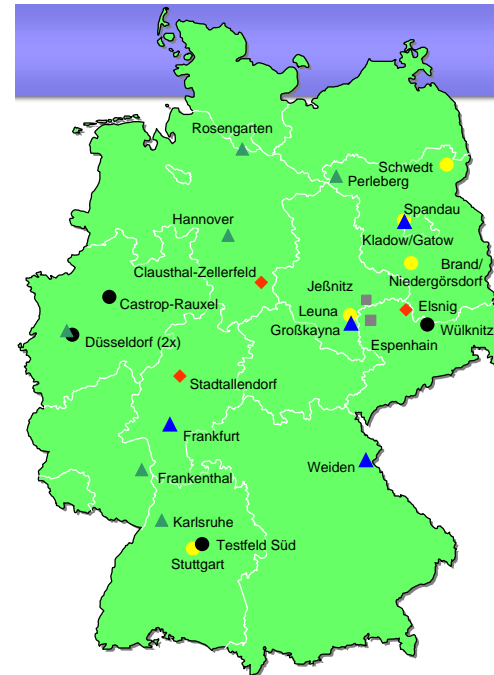 Rosengarten
Schwedt
Perleberg
Spandau
Hannover
Kladow/Gatow
Clausthal-Zellerfeld
Brand/
Niedergörsdorf
Jeßnitz
Castrop-Rauxel
Leuna
Elsnig
Großkayna
Wülknitz
Düsseldorf (2x)
Espenhain
Stadtallendorf
Frankfurt
Weiden
Frankenthal
Karlsruhe
Testfeld Süd
Stuttgart